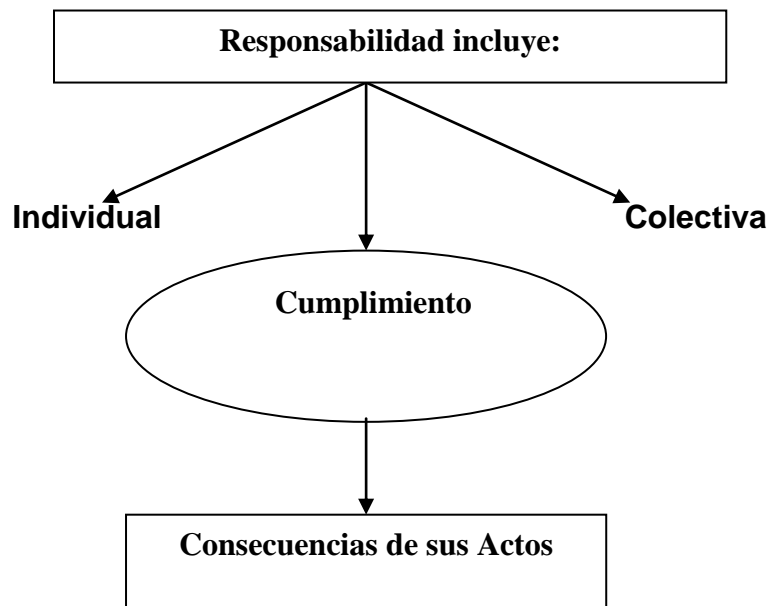 Responsabilidad incluye:
Individual
Colectiva
Cumplimiento
Consecuencias de sus Actos